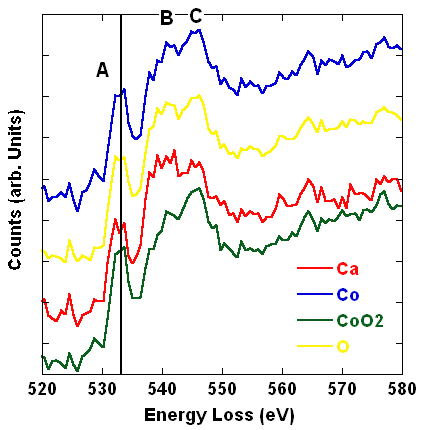 B C
A
Counts (arb. Units)
Ca
Co
CoO2
O
520 530 540 550 560 570 580
Energy Loss (eV)